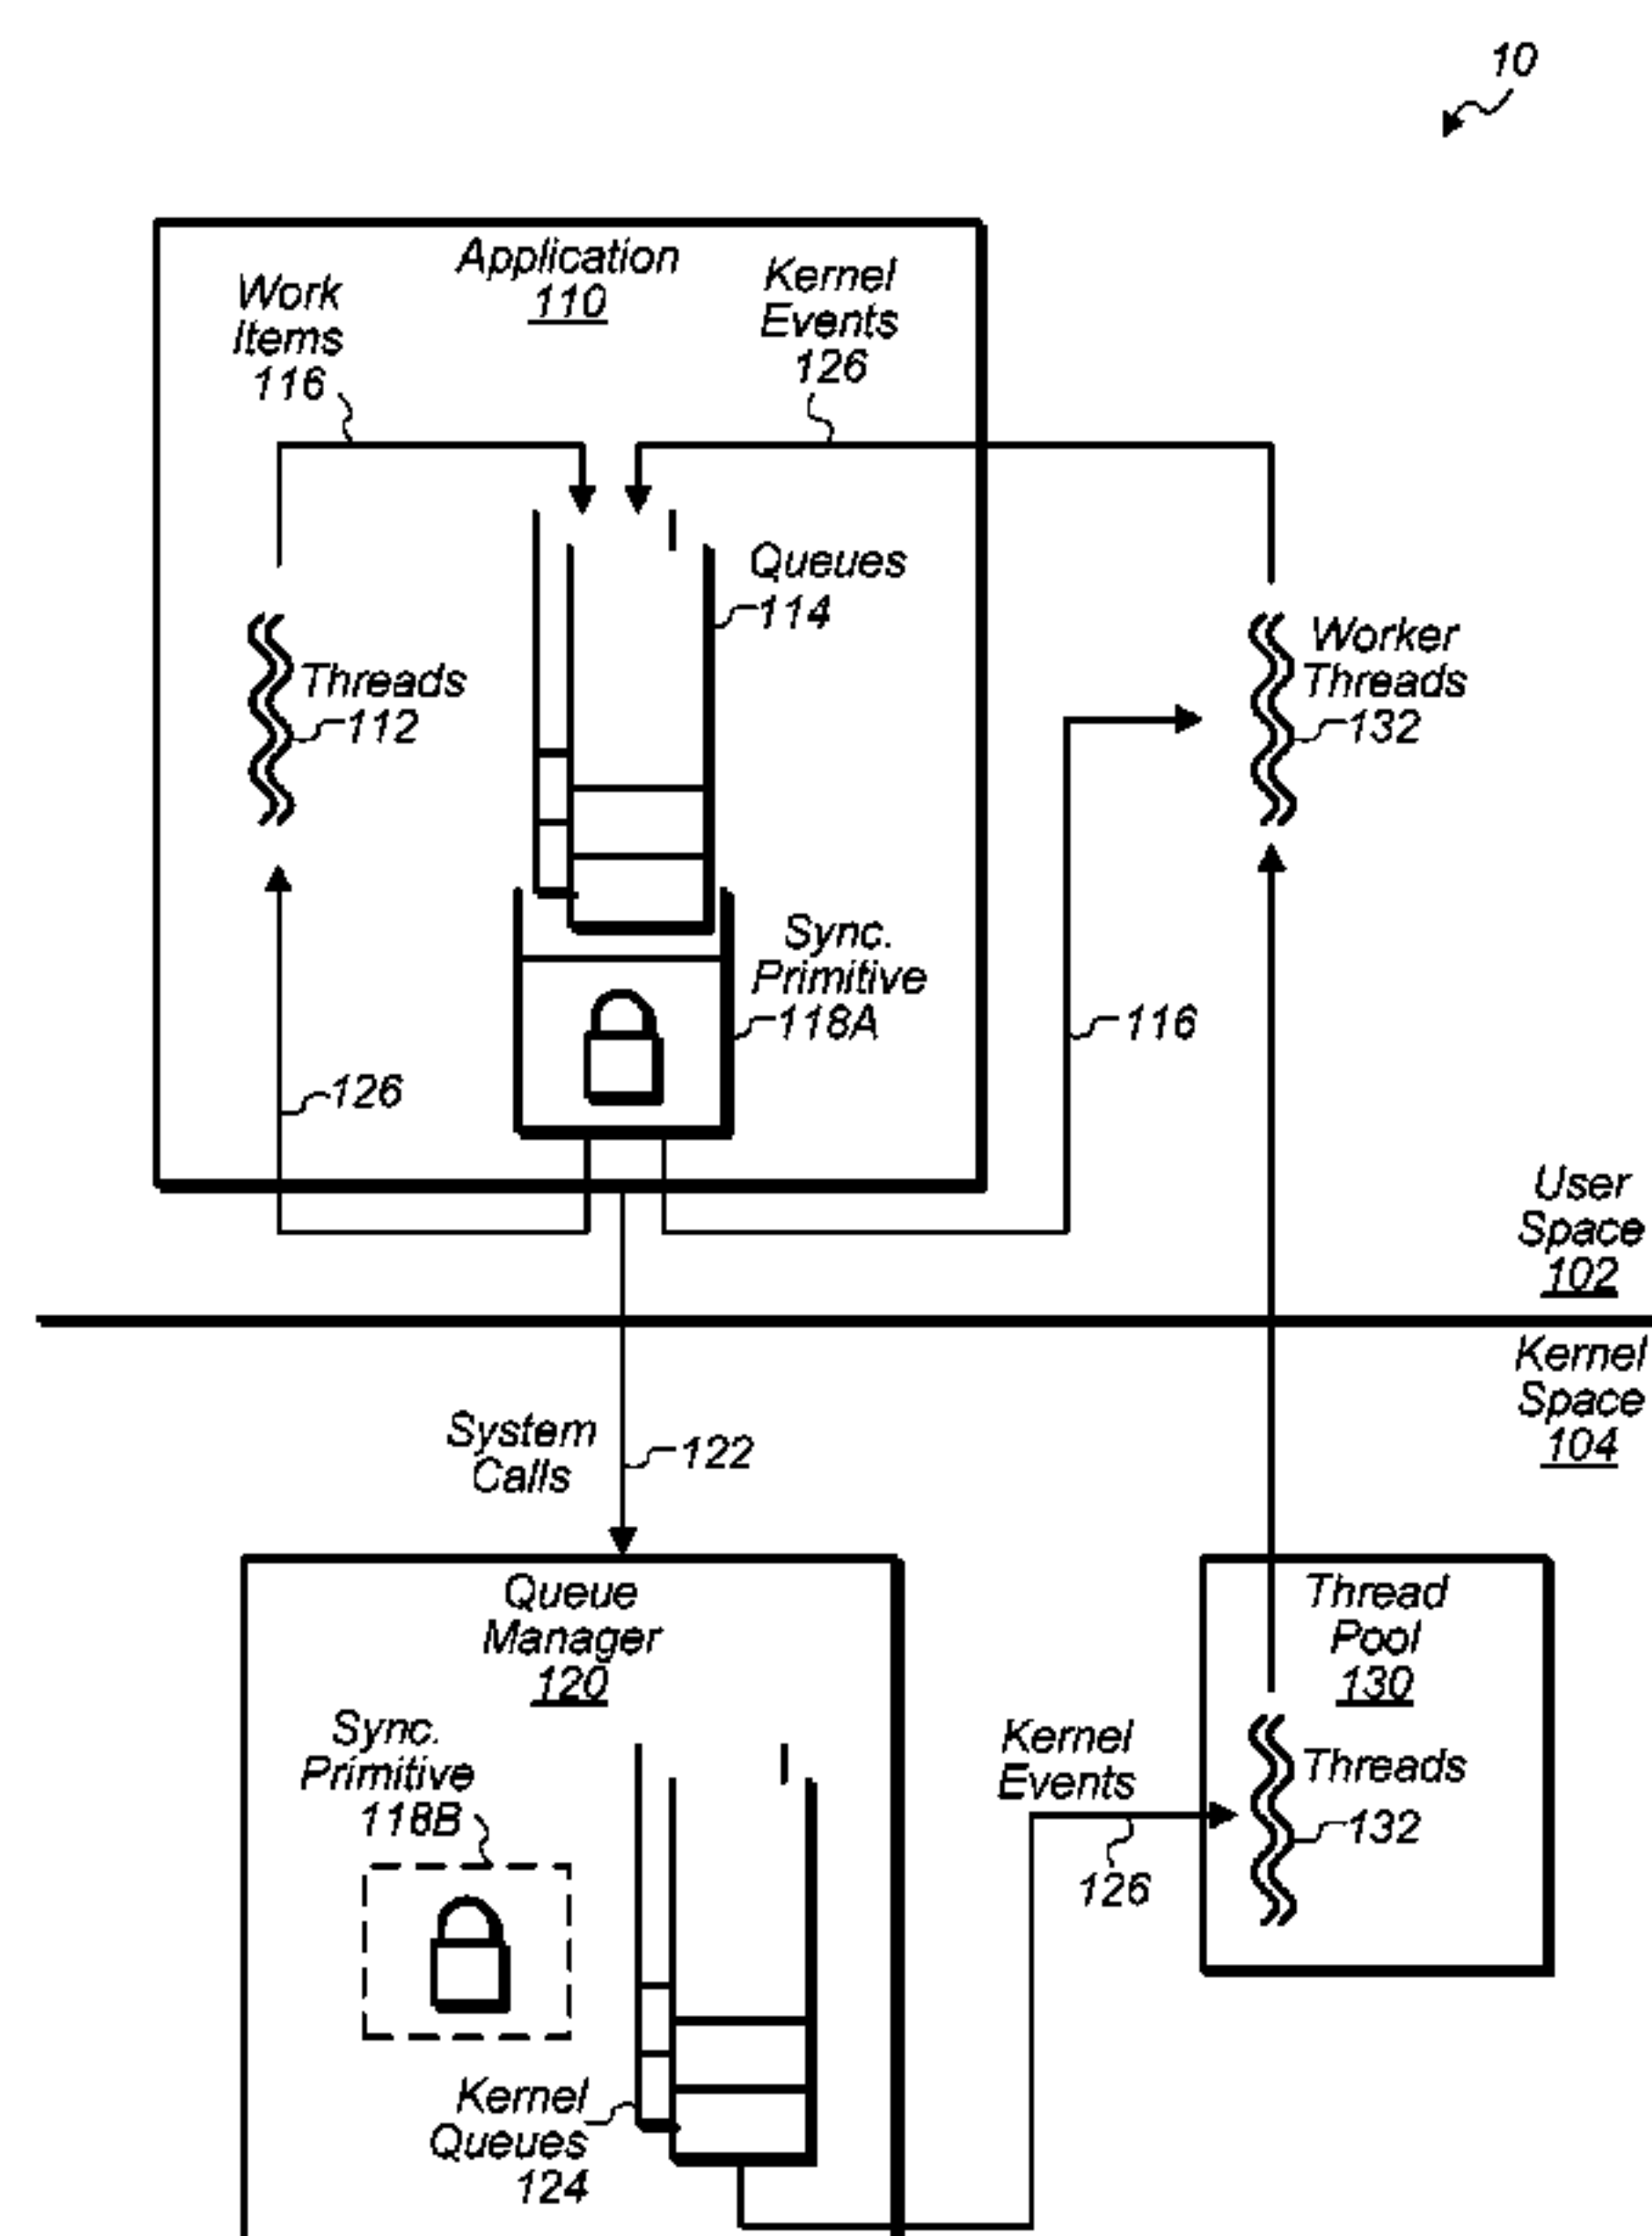 10
Application
110
Work
Items
116
Kernel
Events
126
Queues
114
Threads
112
Worker
Threads
132
Sync.
Primitive
118A
116
126
User
Space
102
Kernel
Space
104
System
Calls
122
Queue
Manager
120
Thread
Pool
130
Sync.
Primitive
118B
Kernel
Events
126
Threads
132
Kernel
Queues
124